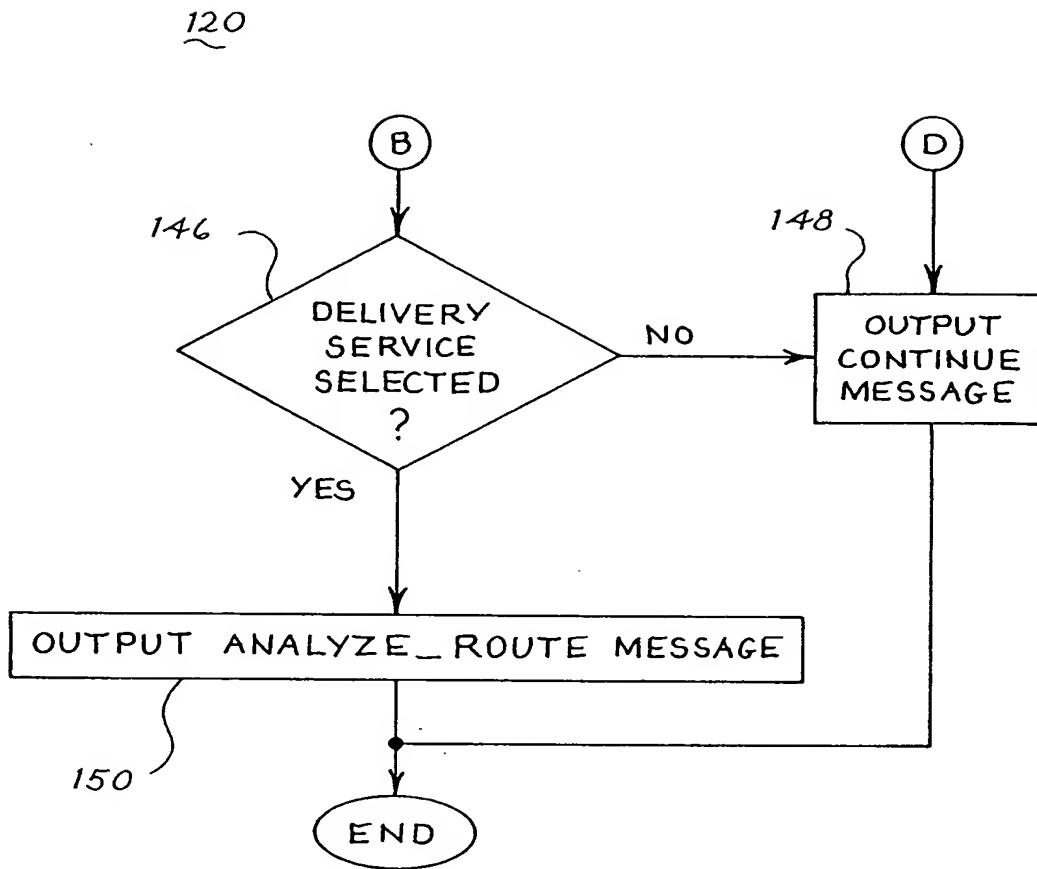 120
B
D
146
148
DELIVERY
SERVICE
SELECTED
?
NO
OUTPUT
CONTINUE
MESSAGE
YES
OUTPUT ANALYZE_ROUTE MESSAGE
150
END